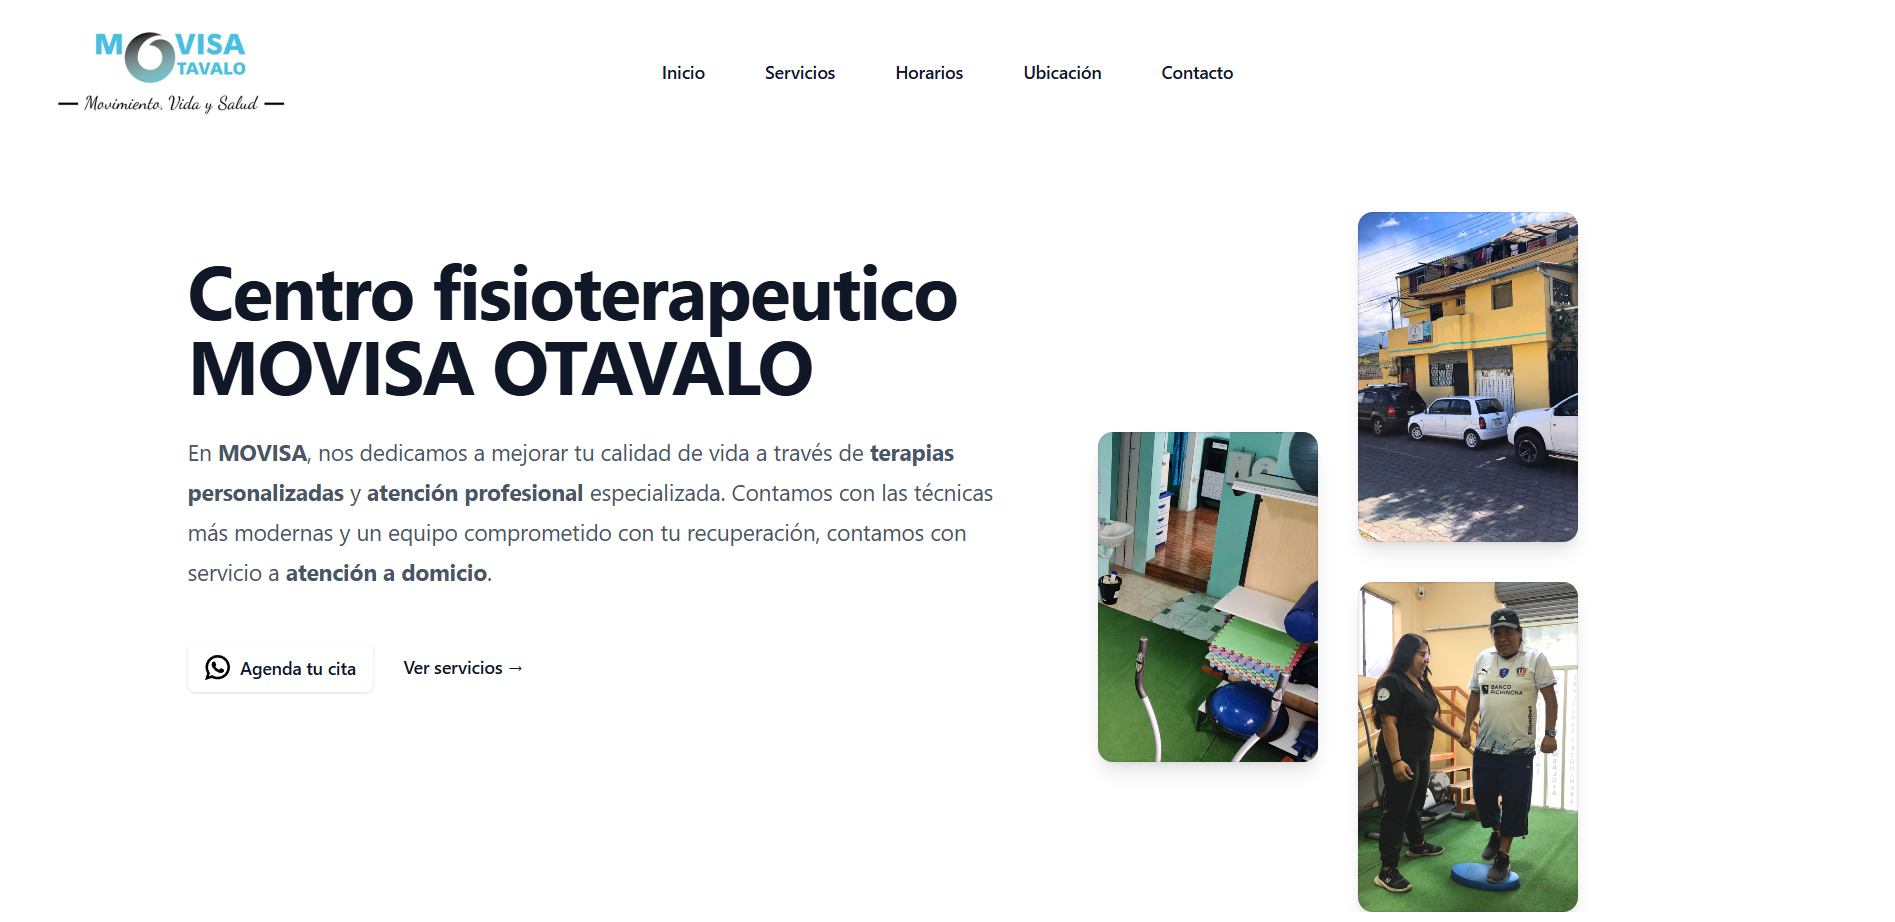 MOVISA
OTAVALO
Movimiento, Vida y Salud
Inicio
Servicios
Horarios
Ubicación
Contacto
Centro fisioterapeutico
MOVISA OTAVALO
En MOVISA, nos dedicamos a mejorar tu calidad de vida a través de terapias
personalizadas y atención profesional especializada. Contamos con las técnicas
más modernas y un equipo comprometido con tu recuperación, contamos con
servicio a atención a domicio.
Agenda tu cita
Ver servicios →
BANCO
PICHINCHA